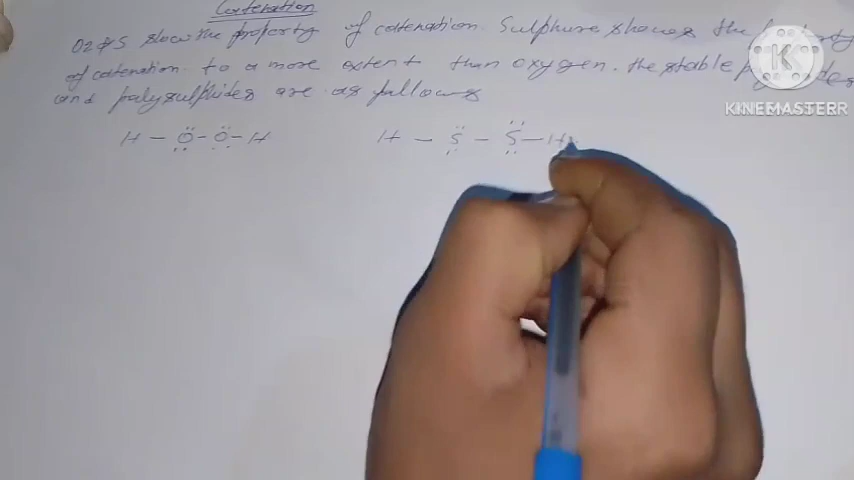 Catenation
O2 & S show the property of catenation. Sulphure shows the
of catenation to a more extent than oxygen. the stable
and polysulphides are as follows
H - O - O - H H - S - S - H
K
KINEMASTER